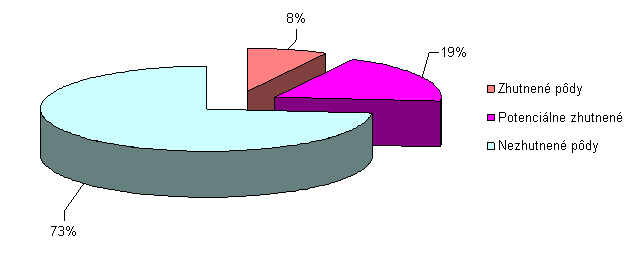 8%
19%
Zhutnené pôdy
Potenciálne zhutnené
Nezhutnené pôdy
73%